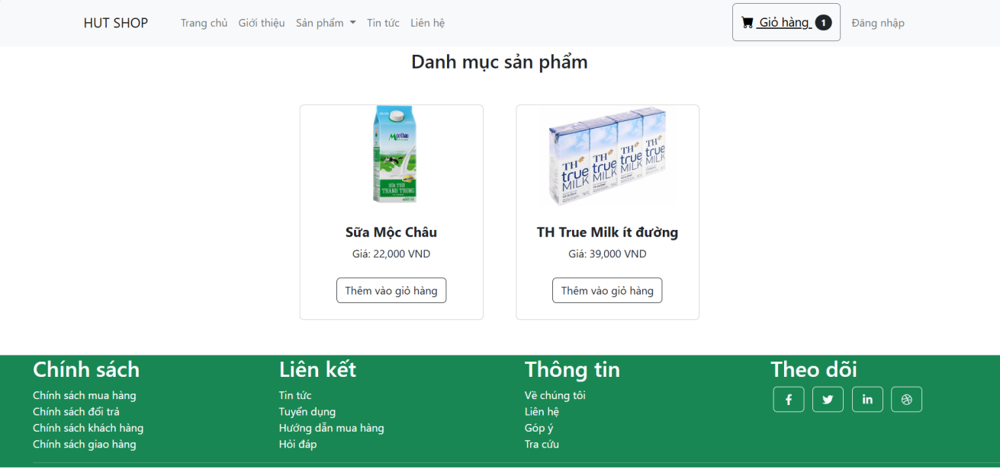 HUT SHOP Trang chủ Giới thiệu Sản phẩm Tin tức Liên hệ Giỏ hàng 1 Đăng nhập
Danh mục sản phẩm
Mộc Châu
SỮA TƯƠI
THANH TRÙNG
TH true MILK
TH true MILK
TH true MILK
TH true MILK
Sữa Mộc Châu
Giá: 22,000 VND
Thêm vào giỏ hàng
TH True Milk ít đường
Giá: 39,000 VND
Thêm vào giỏ hàng
Chính sách
Chính sách mua hàng
Chính sách đổi trả
Chính sách khách hàng
Chính sách giao hàng
Liên kết
Tin tức
Tuyển dụng
Hướng dẫn mua hàng
Hỏi đáp
Thông tin
Về chúng tôi
Liên hệ
Góp ý
Tra cứu
Theo dõi